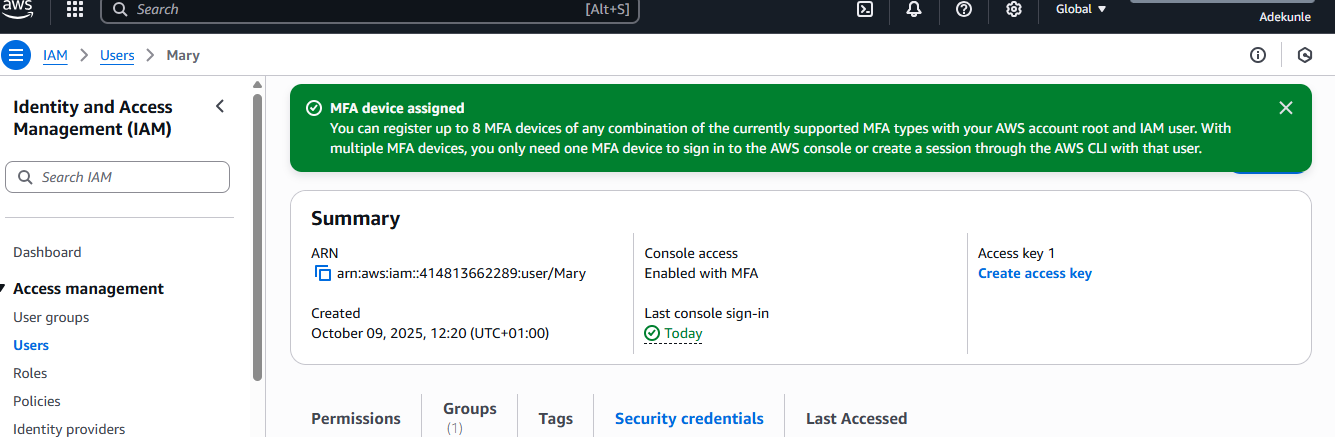 aws
Search
[Alt+S]
Global
Adekunle
IAM
Users
Mary
Identity and Access
Management (IAM)
Search IAM
Dashboard
Access management
User groups
Users
Roles
Policies
Identity providers
MFA device assigned
You can register up to 8 MFA devices of any combination of the currently supported MFA types with your AWS account root and IAM user. With
multiple MFA devices, you only need one MFA device to sign in to the AWS console or create a session through the AWS CLI with that user.
Summary
ARN
arn:aws:iam::414813662289:user/Mary
Created
October 09, 2025, 12:20 (UTC+01:00)
Console access
Enabled with MFA
Last console sign-in
Today
Access key 1
Create access key
Permissions
Groups
(1)
Tags
Security credentials
Last Accessed